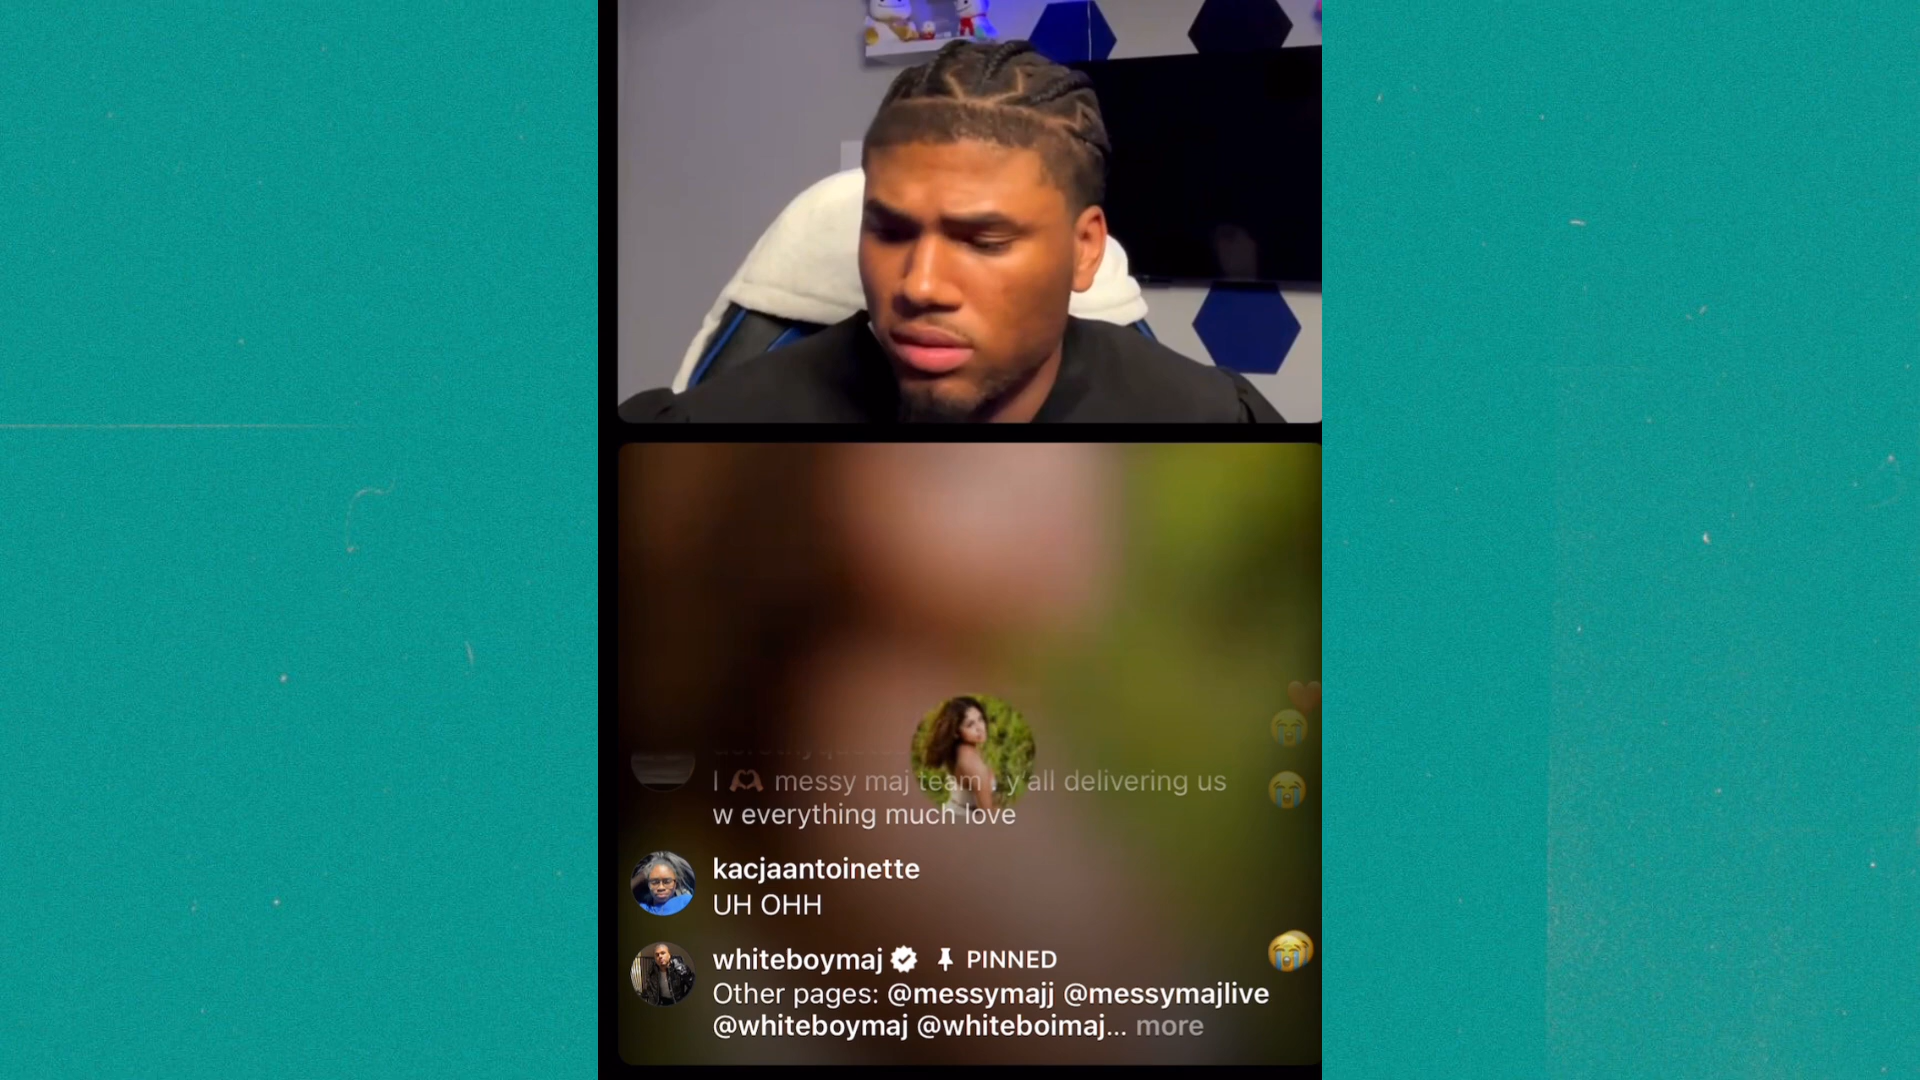 I 🫶 messy maj team y'all delivering us
w everything much love
kacjaantoinette
UH OHH
whiteboymaj PINNED
Other pages: @messymajj @messymajlive
@whiteboymaj @whiteboimaj... more